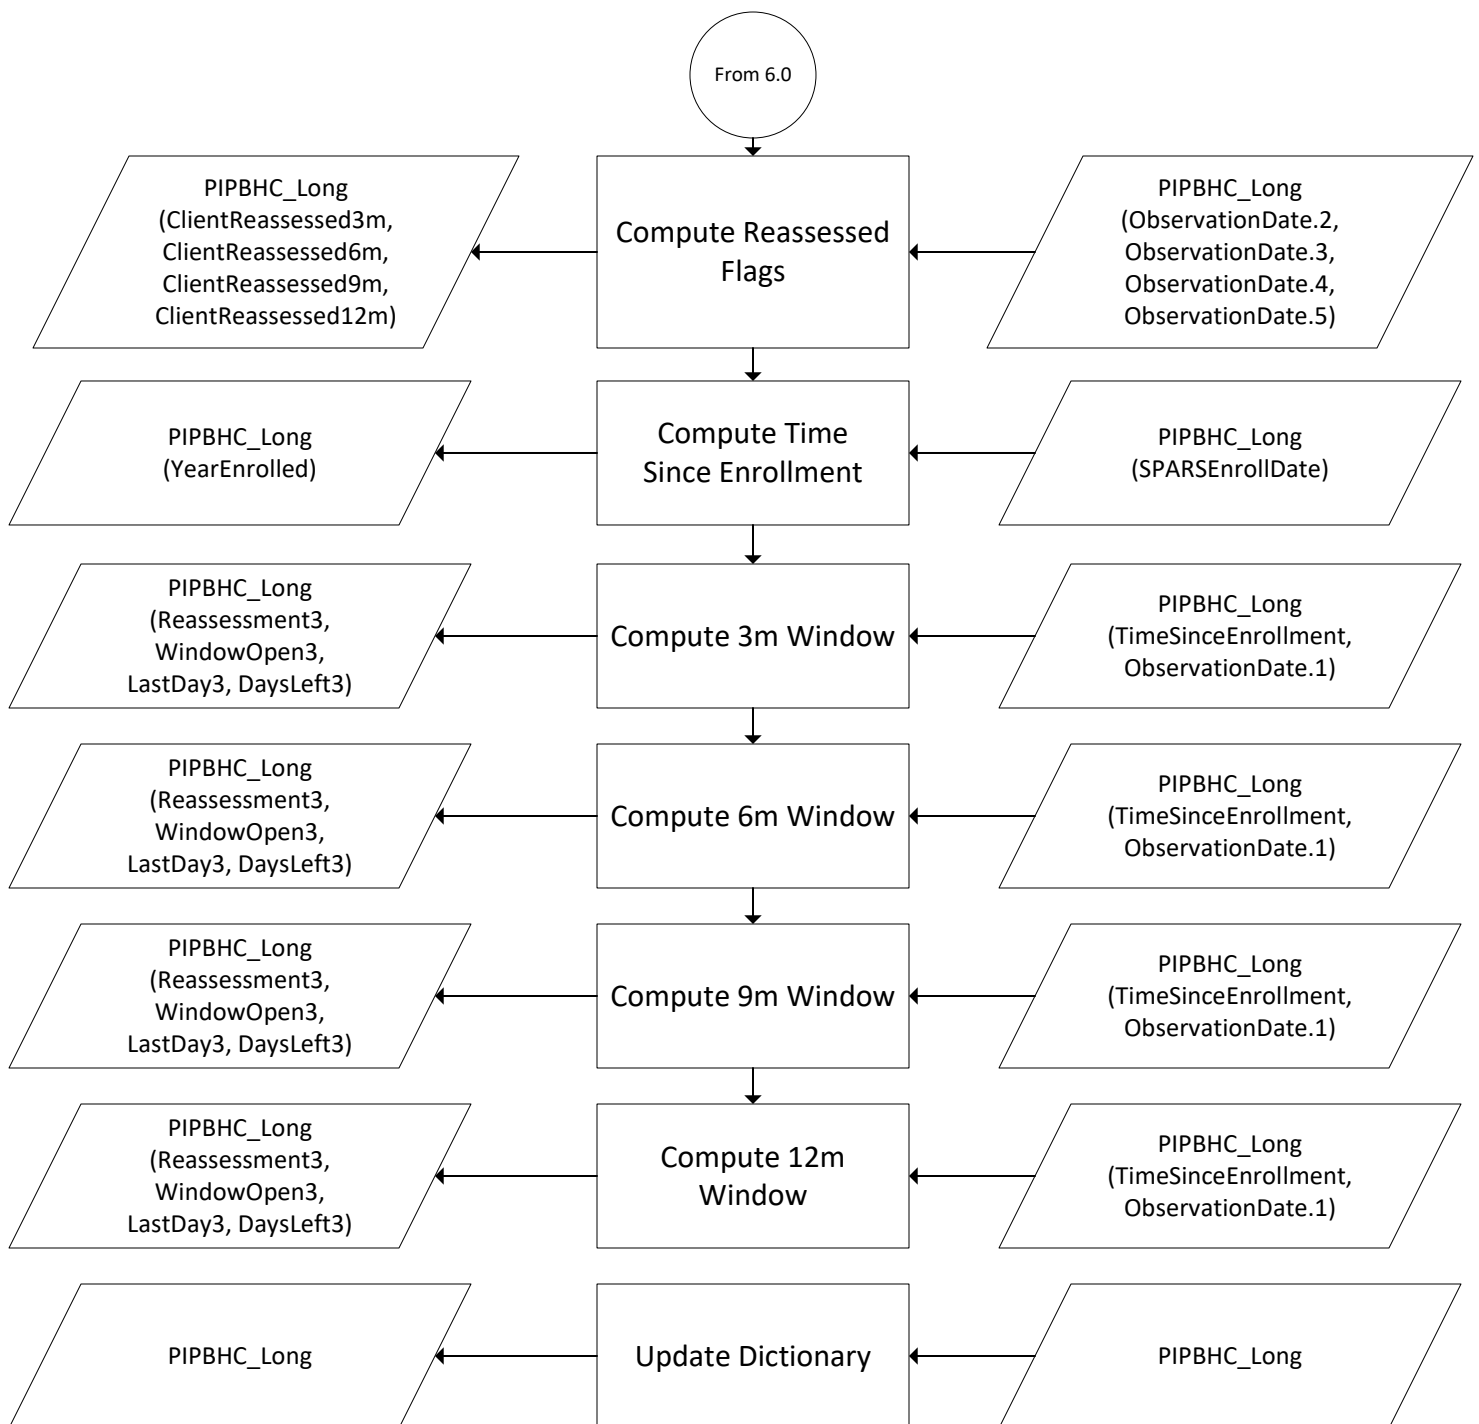 From 6.0
PIPBHC_Long
(ClientReassessed3m,
ClientReassessed6m,
ClientReassessed9m,
ClientReassessed12m)
Compute Reassessed
Flags
PIPBHC_Long
(ObservationDate.2,
ObservationDate.3,
ObservationDate.4,
ObservationDate.5)
PIPBHC_Long
(YearEnrolled)
Compute Time
Since Enrollment
PIPBHC_Long
(SPARSEnrollDate)
PIPBHC_Long
(Reassessment3,
WindowOpen3,
LastDay3, DaysLeft3)
Compute 3m Window
PIPBHC_Long
(TimeSinceEnrollment,
ObservationDate.1)
PIPBHC_Long
(Reassessment3,
WindowOpen3,
LastDay3, DaysLeft3)
Compute 6m Window
PIPBHC_Long
(TimeSinceEnrollment,
ObservationDate.1)
PIPBHC_Long
(Reassessment3,
WindowOpen3,
LastDay3, DaysLeft3)
Compute 9m Window
PIPBHC_Long
(TimeSinceEnrollment,
ObservationDate.1)
PIPBHC_Long
(Reassessment3,
WindowOpen3,
LastDay3, DaysLeft3)
Compute 12m
Window
PIPBHC_Long
(TimeSinceEnrollment,
ObservationDate.1)
PIPBHC_Long
Update Dictionary
PIPBHC_Long